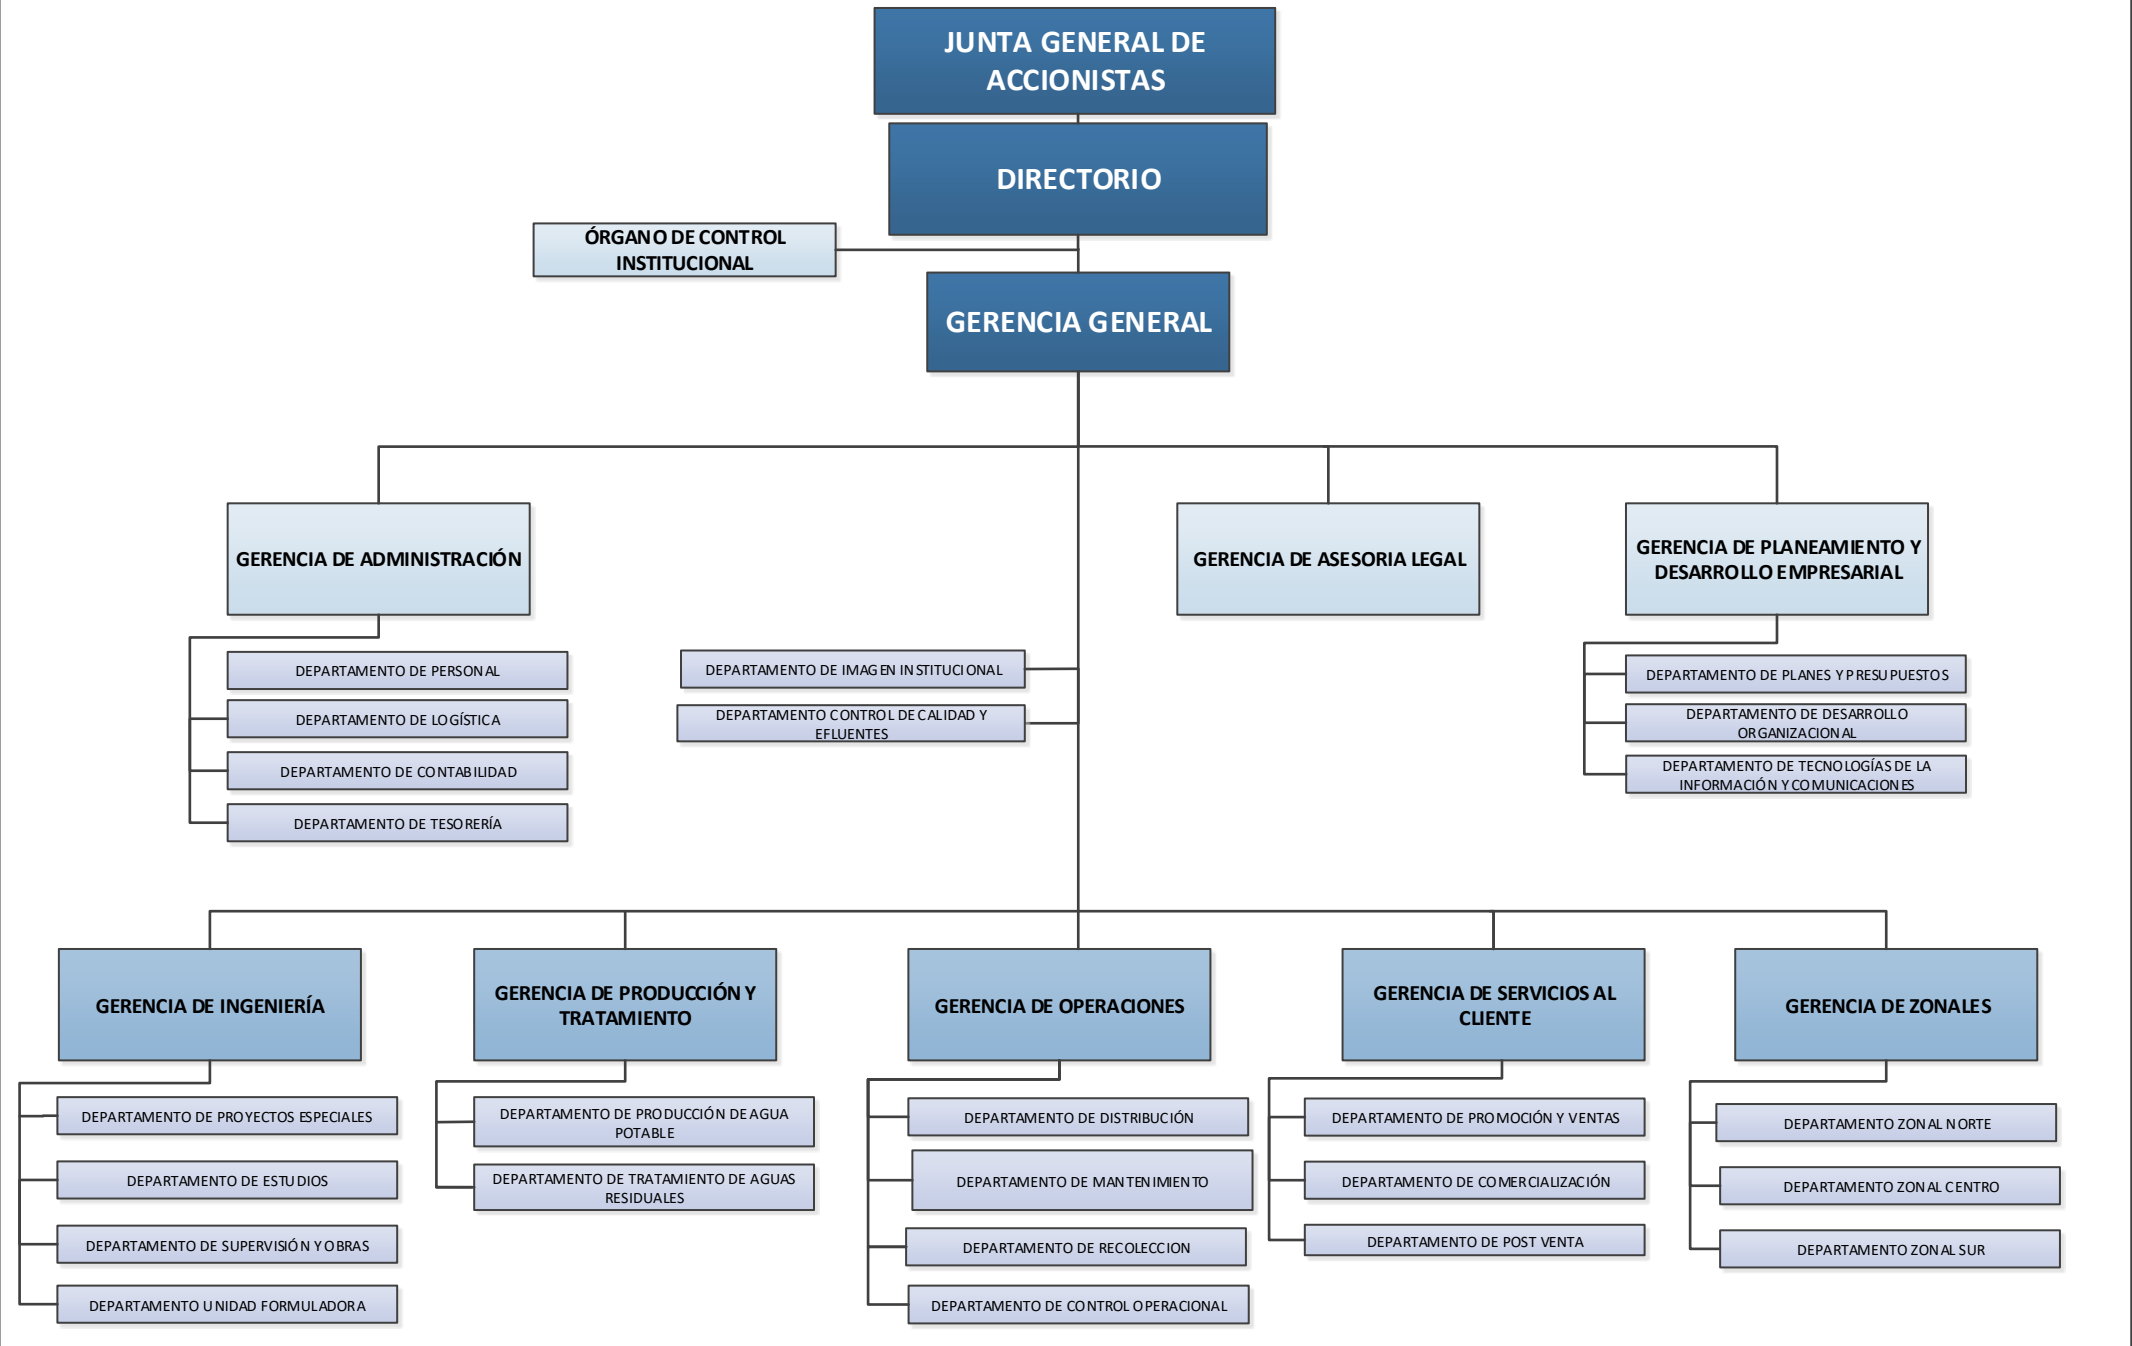 JUNTA GENERAL DE
ACCIONISTAS
DIRECTORIO
ÓRGANO DE CONTROL
INSTITUCIONAL
GERENCIA GENERAL
GERENCIA DE ADMINISTRACIÓN
GERENCIA DE ASESORIA LEGAL
GERENCIA DE PLANEAMIENTO Y
DESARROLLO EMPRESARIAL
DEPARTAMENTO DE PERSONAL
DEPARTAMENTO DE LOGÍSTICA
DEPARTAMENTO DE CONTABILIDAD
DEPARTAMENTO DE TESORERÍA
DEPARTAMENTO DE IMAGEN INSTITUCIONAL
DEPARTAMENTO CONTROL DE CALIDAD Y
EFLUENTES
DEPARTAMENTO DE PLANES Y PRESUPUESTOS
DEPARTAMENTO DE DESARROLLO
ORGANIZACIONAL
DEPARTAMENTO DE TECNOLOGÍAS DE LA
INFORMACIÓN Y COMUNICACIONES
GERENCIA DE INGENIERÍA
GERENCIA DE PRODUCCIÓN Y
TRATAMIENTO
GERENCIA DE OPERACIONES
GERENCIA DE SERVICIOS AL
CLIENTE
GERENCIA DE ZONALES
DEPARTAMENTO DE PROYECTOS ESPECIALES
DEPARTAMENTO DE ESTUDIOS
DEPARTAMENTO DE SUPERVISIÓN Y OBRAS
DEPARTAMENTO UNIDAD FORMULADORA
DEPARTAMENTO DE PRODUCCIÓN DE AGUA
POTABLE
DEPARTAMENTO DE TRATAMIENTO DE AGUAS
RESIDUALES
DEPARTAMENTO DE DISTRIBUCIÓN
DEPARTAMENTO DE MANTENIMIENTO
DEPARTAMENTO DE RECOLECCION
DEPARTAMENTO DE CONTROL OPERACIONAL
DEPARTAMENTO DE PROMOCIÓN Y VENTAS
DEPARTAMENTO DE COMERCIALIZACIÓN
DEPARTAMENTO DE POST VENTA
DEPARTAMENTO ZONAL NORTE
DEPARTAMENTO ZONAL CENTRO
DEPARTAMENTO ZONAL SUR